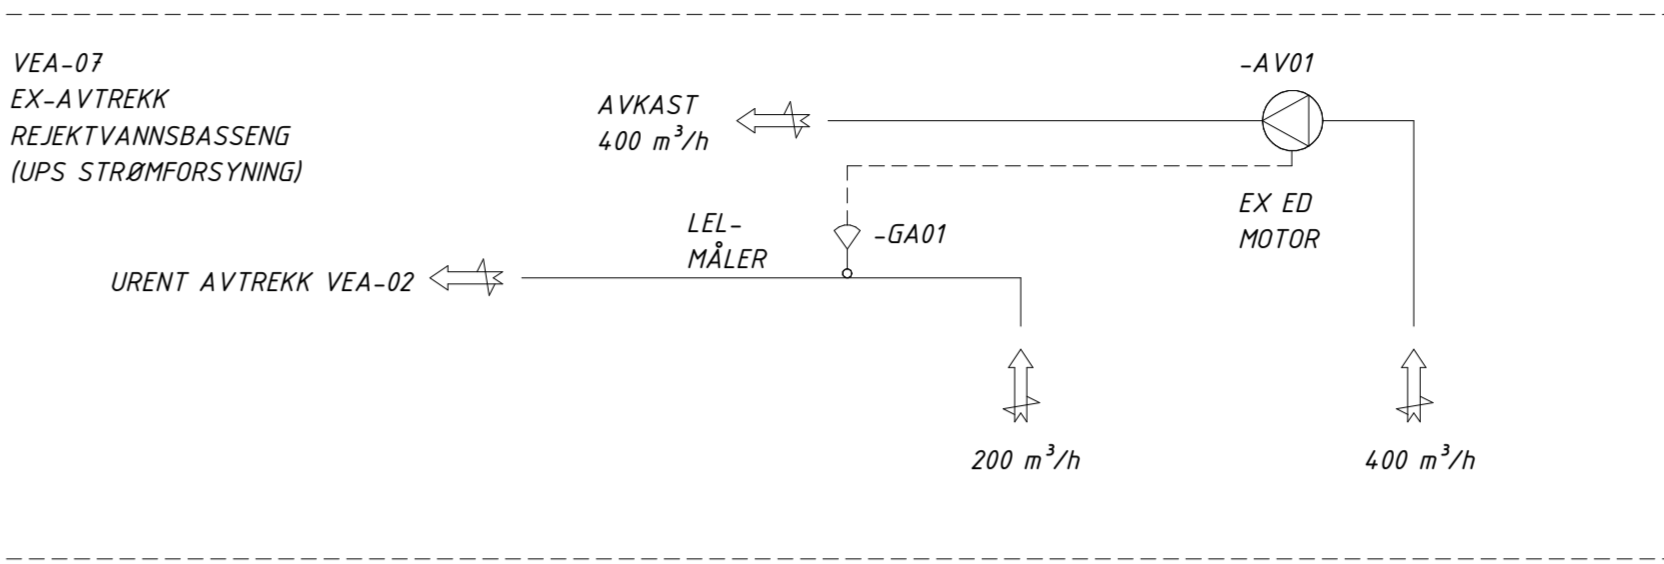 VEA-07
EX-AVTREKK
REJEKTVANNSBASSENG
(UPS STRØMFORSYNING)
AVKAST
400 m³/h
-AV01
EX ED
MOTOR
LEL-
MÅLER
-GA01
URENT AVTREKK VEA-02
200 m³/h
400 m³/h